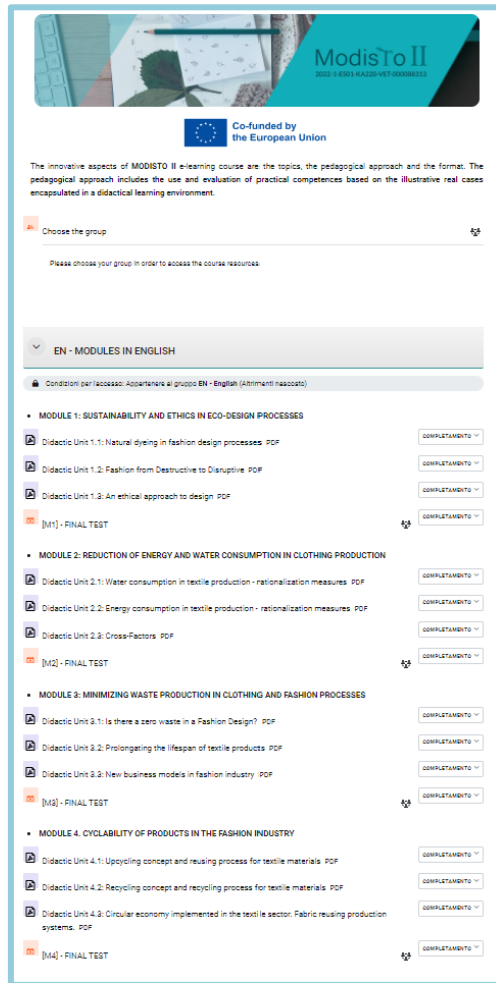 ModisTo II
2022-1-ES01-KA220-VET-000088313
Co-funded by
the European Union
The innovative aspects of MODISTO II e-learning course are the topics, the pedagogical approach and the format. The
pedagogical approach includes the use and evaluation of practical competences based on the illustrative real cases
encapsulated in a didactical learning environment.
Choose the group
Please choose your group in order to access the course resources.
EN - MODULES IN ENGLISH
Condizioni per l'accesso: Appartenere al gruppo EN - English (Altrimenti nascosto)
• MODULE 1: SUSTAINABILITY AND ETHICS IN ECO-DESIGN PROCESSES
Didactic Unit 1.1: Natural dyeing in fashion design processes PDF COMPLETAMENTO
Didactic Unit 1.2: Fashion from Destructive to Disruptive PDF COMPLETAMENTO
Didactic Unit 1.3: An ethical approach to design PDF COMPLETAMENTO
[M1] - FINAL TEST COMPLETAMENTO
• MODULE 2: REDUCTION OF ENERGY AND WATER CONSUMPTION IN CLOTHING PRODUCTION
Didactic Unit 2.1: Water consumption in textile production - rationalization measures PDF COMPLETAMENTO
Didactic Unit 2.2: Energy consumption in textile production - rationalization measures PDF COMPLETAMENTO
Didactic Unit 2.3: Cross-Factors PDF COMPLETAMENTO
[M2] - FINAL TEST COMPLETAMENTO
• MODULE 3: MINIMIZING WASTE PRODUCTION IN CLOTHING AND FASHION PROCESSES
Didactic Unit 3.1: Is there a zero waste in a Fashion Design? PDF COMPLETAMENTO
Didactic Unit 3.2: Prolongating the lifespan of textile products PDF COMPLETAMENTO
Didactic Unit 3.3: New business models in fashion industry PDF COMPLETAMENTO
[M3] - FINAL TEST COMPLETAMENTO
• MODULE 4. CYCLABILITY OF PRODUCTS IN THE FASHION INDUSTRY
Didactic Unit 4.1: Upcycling concept and reusing process for textile materials PDF COMPLETAMENTO
Didactic Unit 4.2: Recycling concept and recycling process for textile materials PDF COMPLETAMENTO
Didactic Unit 4.3: Circular economy implemented in the textile sector. Fabric reusing production COMPLETAMENTO
systems. PDF
[M4] - FINAL TEST COMPLETAMENTO